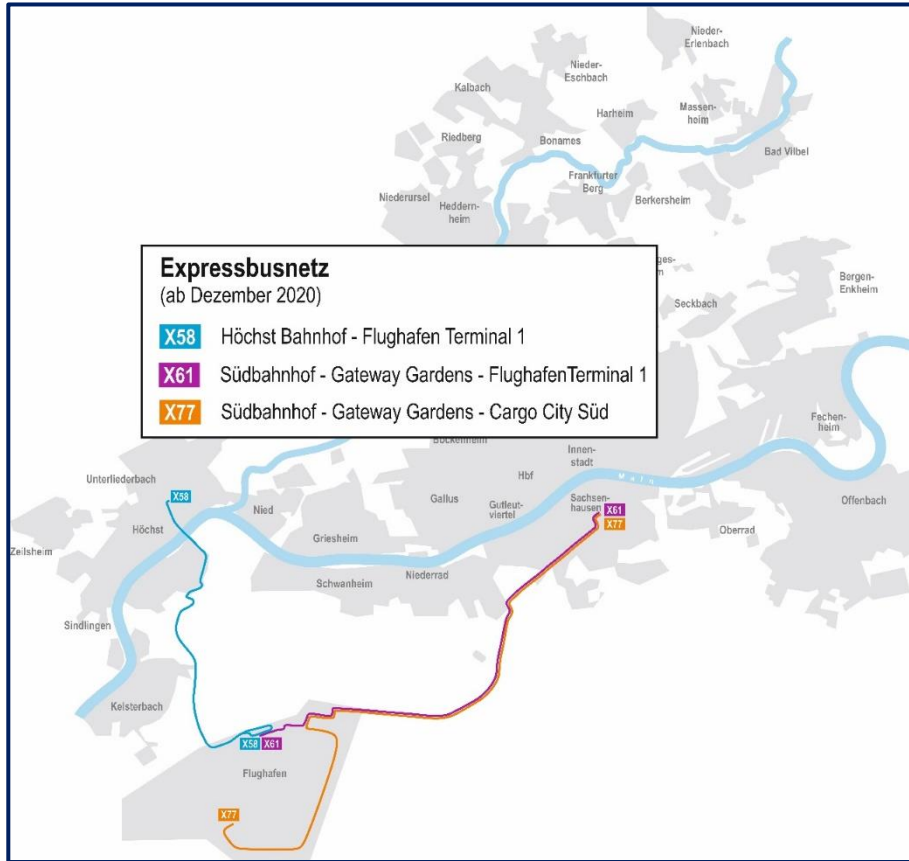 Nieder-
Erlenbach
Nieder-
Eschbach
Kalbach
Harheim
Massen-
heim
Riedberg
Bonames
Bad Vilbel
Frankfurter
Berg
Niederursel
Heddern-
heim
Berkersheim
Expressbusnetz
(ab Dezember 2020)
X58 Höchst Bahnhof - Flughafen Terminal 1
X61 Südbahnhof - Gateway Gardens - FlughafenTerminal 1
X77 Südbahnhof - Gateway Gardens - Cargo City Süd
Seckbach
Bergen-
Enkheim
Fechen-
heim
Innen-
stadt
Hbf
Main
Unterliederbach
X58
Gallus
Gutleut-
viertel
Sachsen-
hausen
X61
X77
Offenbach
Höchst
Nied
Griesheim
Oberrad
Zeilsheim
Schwanheim
Niederrad
Sindlingen
Kelsterbach
X58 X61
Flughafen
X77